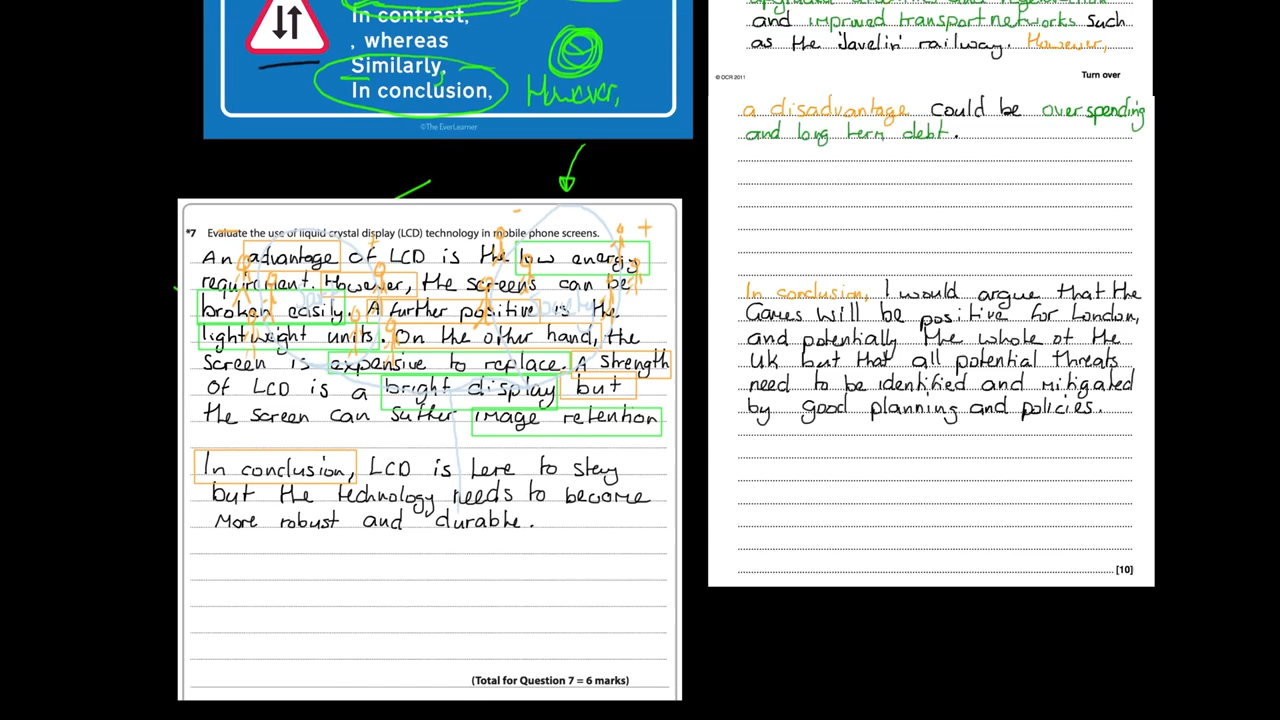 In contrast,
, whereas
Similarly,
In conclusion,
However,
©The EverLearner
and improved transport networks such
as the 'Javelin' railway. However,
© OCR 2011
Turn over
a disadvantage could be overspending
and long term debt.
In conclusion, I would argue that the
Games will be positive for London,
and potentially the whole of the
UK but that all potential threats
need to be identified and mitigated
by good planning and policies.
[10]
*7 Evaluate the use of liquid crystal display (LCD) technology in mobile phone screens.
An advantage of LCD is the low energy
requirment. However, the screens can be
broken easily. A further positive is the
lightweight units. On the other hand, the
screen is expensive to replace. A strength
of LCD is a bright display but
the screen can suffer image retention
In conclusion, LCD is here to stay
but the technology needs to become
more robust and durable.
(Total for Question 7 = 6 marks)